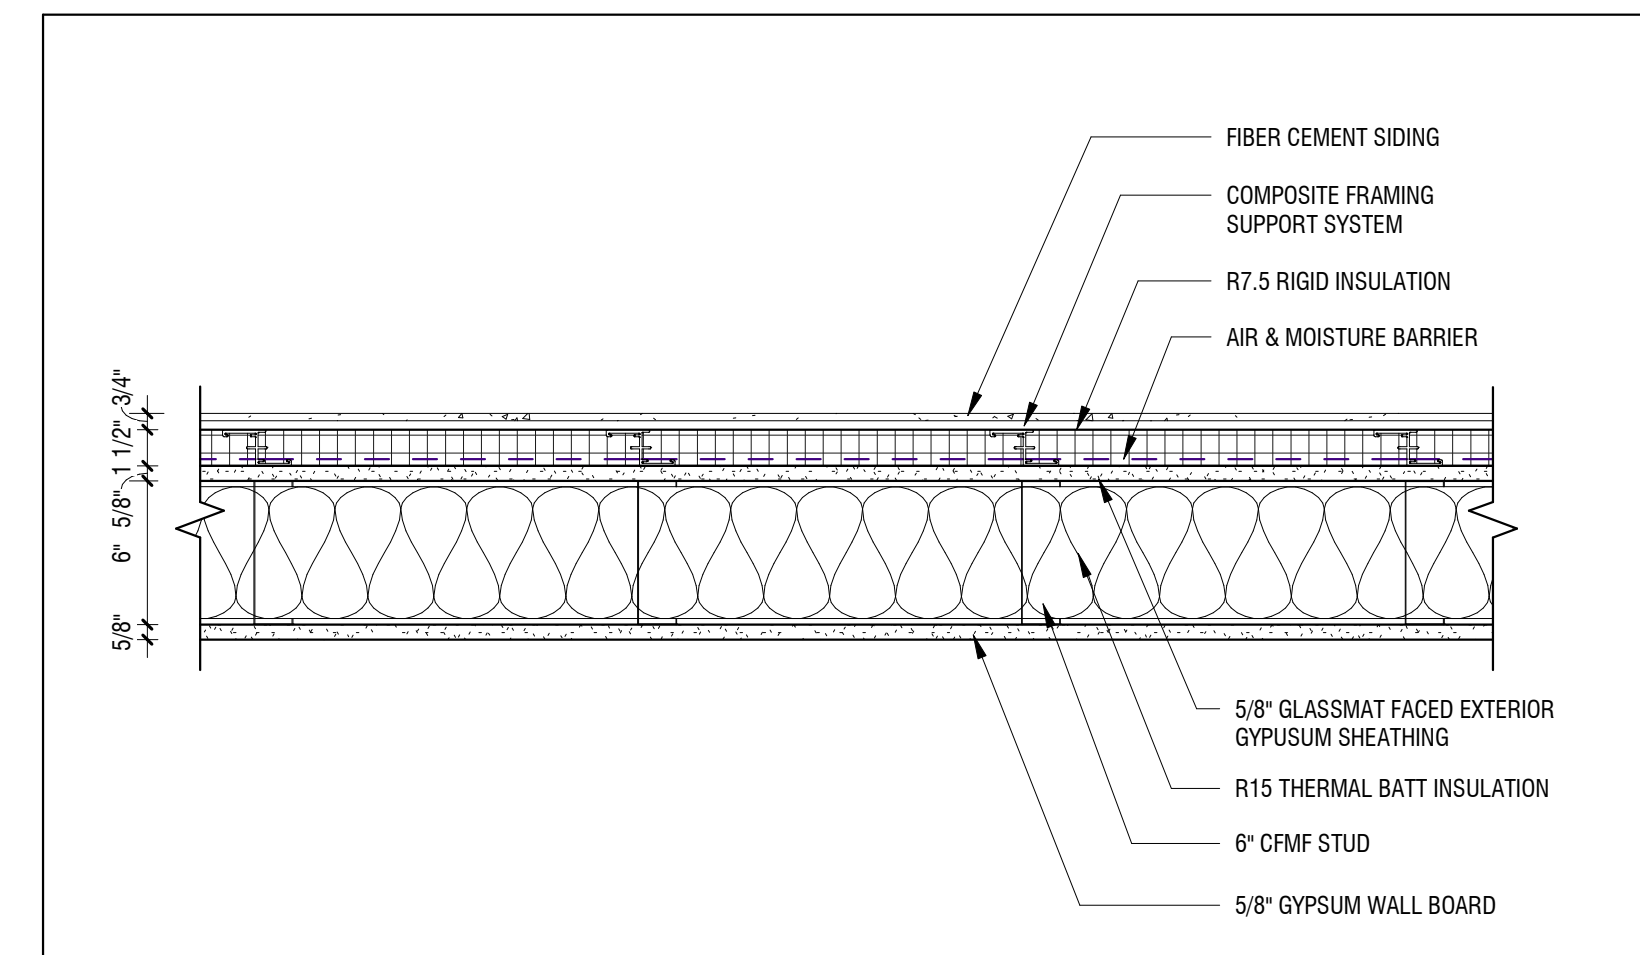 FIBER CEMENT SIDING
COMPOSITE FRAMING
SUPPORT SYSTEM
R7.5 RIGID INSULATION
AIR & MOISTURE BARRIER
3/4"
1 1/2"
5/8"
6"
5/8"
5/8" GLASSMAT FACED EXTERIOR
GYPUSUM SHEATHING
R15 THERMAL BATT INSULATION
6" CFMF STUD
5/8" GYPSUM WALL BOARD